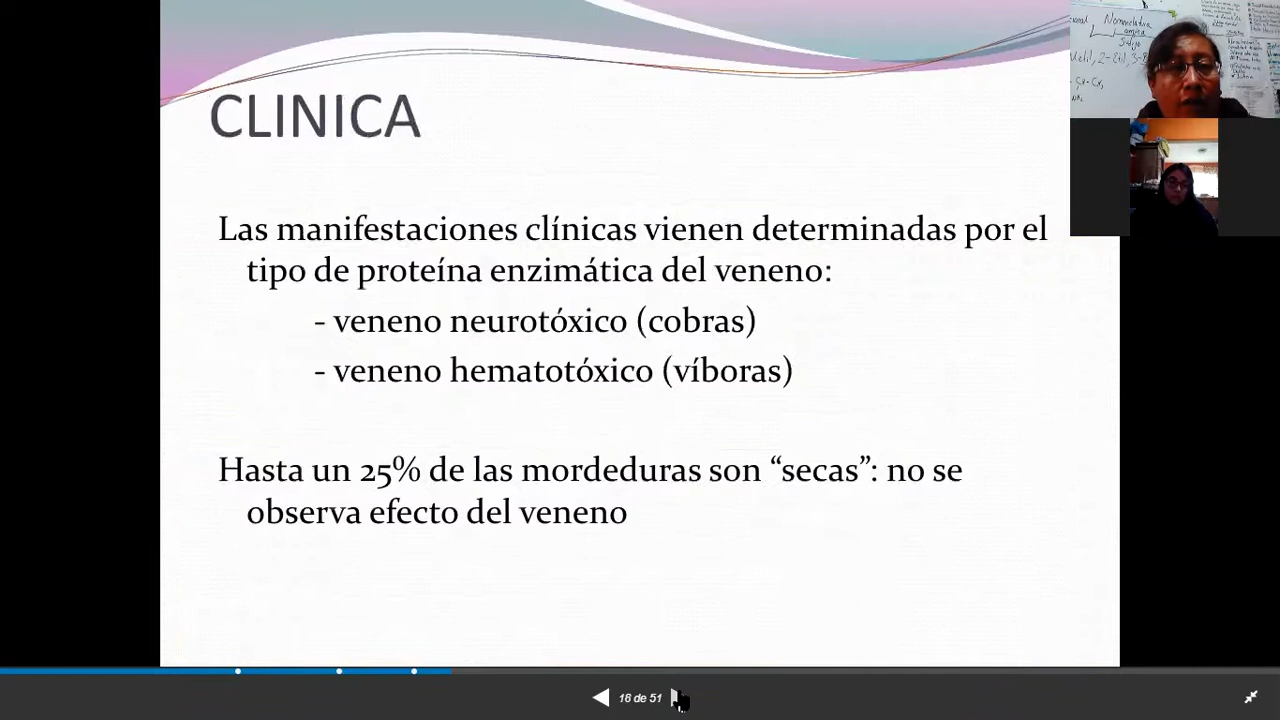 CLINICA
Las manifestaciones clínicas vienen determinadas por el
tipo de proteína enzimática del veneno:
- veneno neurotóxico (cobras)
- veneno hematotóxico (víboras)
Hasta un 25% de las mordeduras son “secas”: no se
observa efecto del veneno
18 de 51
Nomenclatura